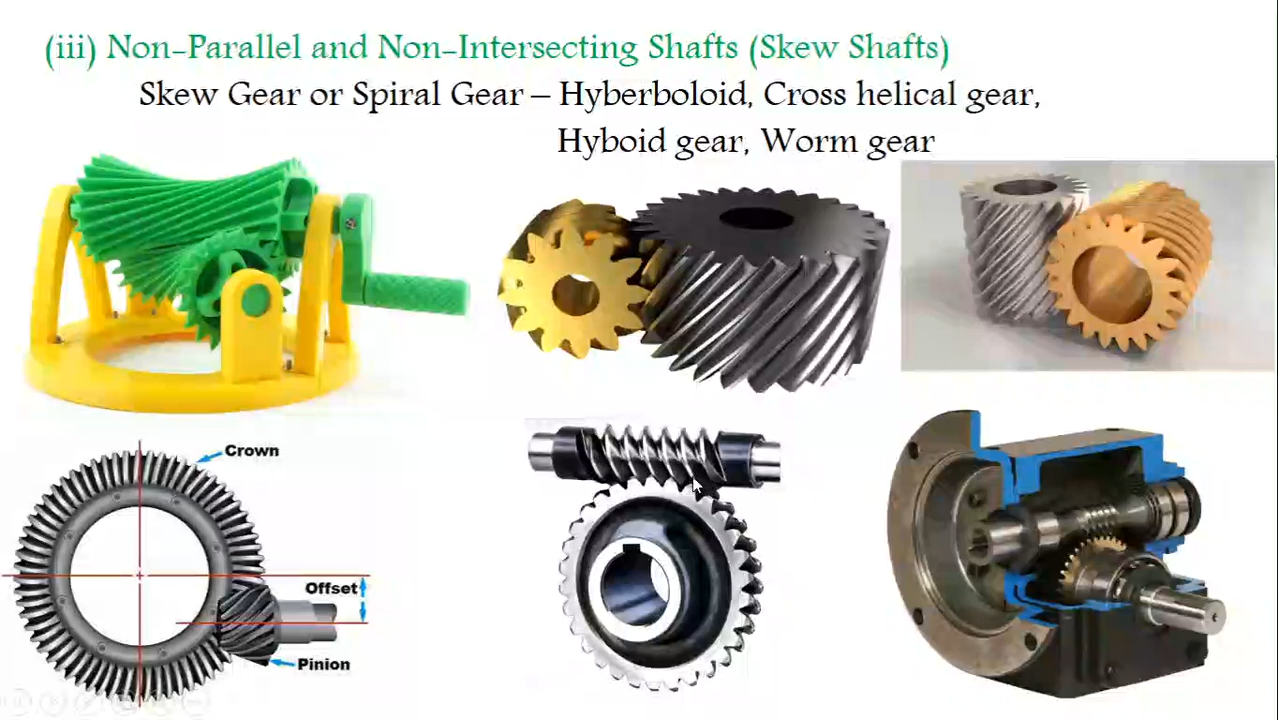 (iii) Non-Parallel and Non-Intersecting Shafts (Skew Shafts)
Skew Gear or Spiral Gear – Hyberboloid, Cross helical gear,
Hyboid gear, Worm gear
Crown
Offset
Pinion